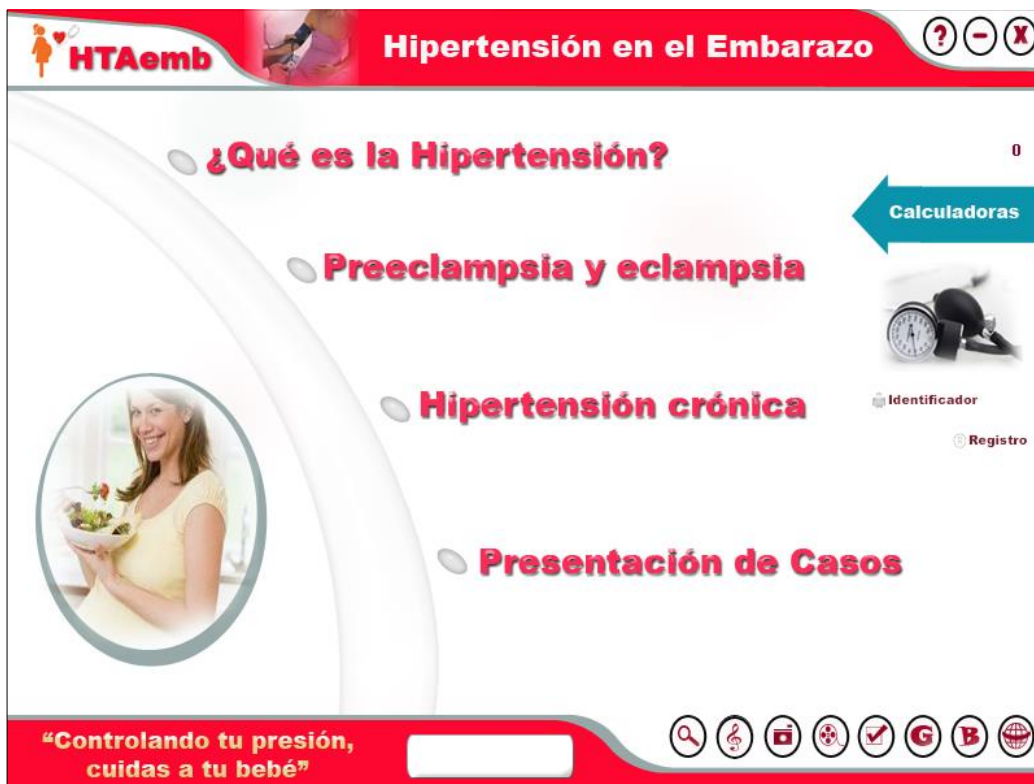 HTAemb
Hipertensión en el Embarazo
? – X
¿Qué es la Hipertensión?
0
Calculadoras
Preeclampsia y eclampsia
Hipertensión crónica
Identificador
Registro
Presentación de Casos
“Controlando tu presión,
cuidas a tu bebé”
G B